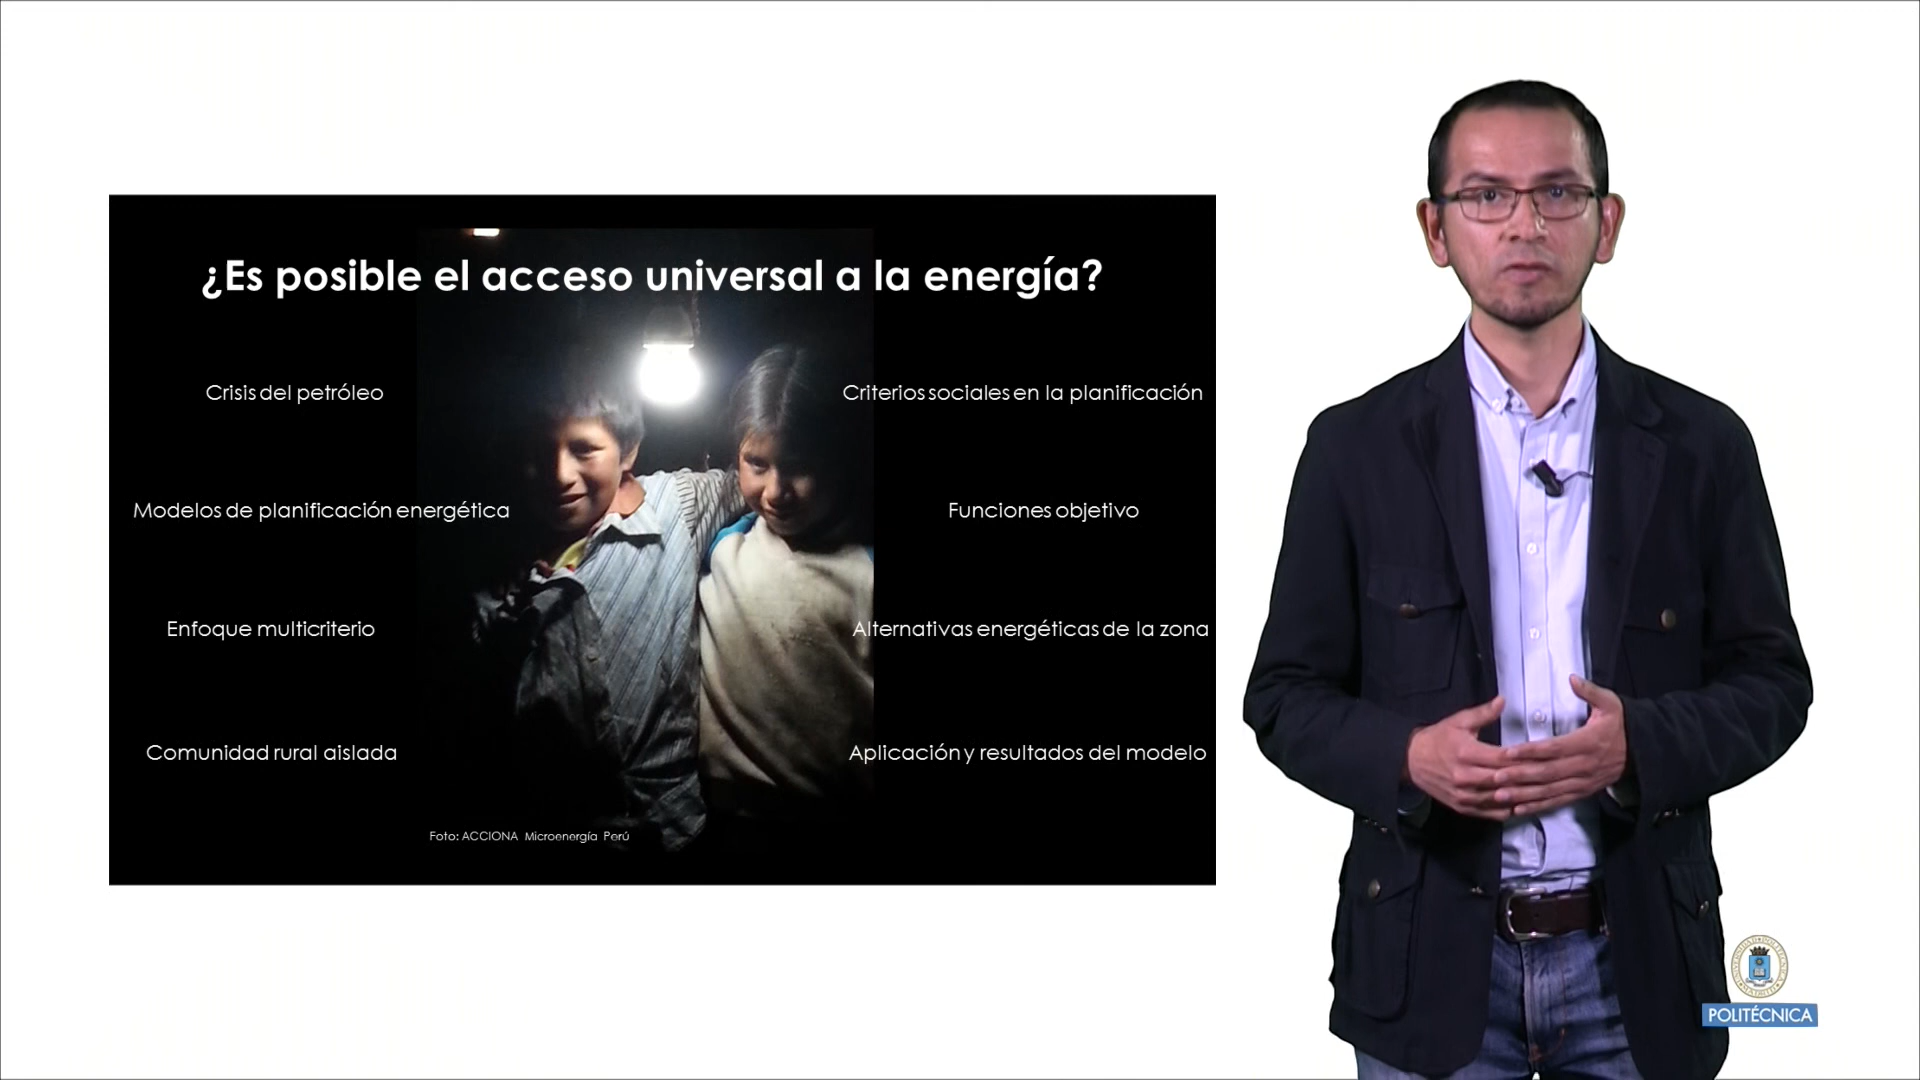 ¿Es posible el acceso universal a la energía?
Crisis del petróleo
Modelos de planificación energética
Enfoque multicriterio
Comunidad rural aislada
Criterios sociales en la planificación
Funciones objetivo
Alternativas energéticas de la zona
Aplicación y resultados del modelo
Foto: ACCIONA Microenergía Perú
POLITÉCNICA